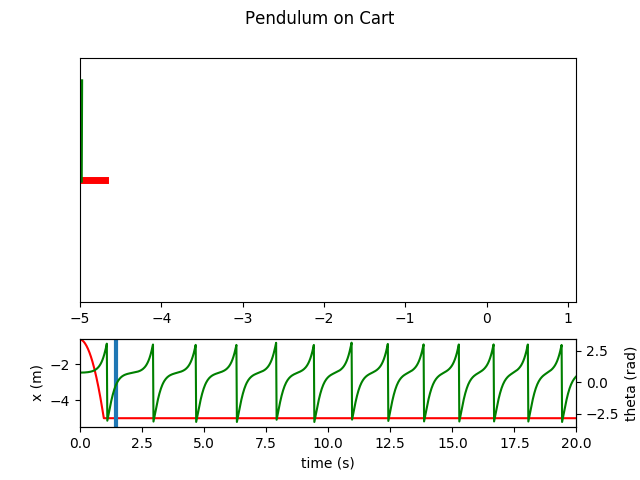 Pendulum on Cart
−5 −4 −3 −2 −1 0 1
x (m)
−2
−4
2.5
0.0
−2.5
theta (rad)
0.0 2.5 5.0 7.5 10.0 12.5 15.0 17.5 20.0
time (s)